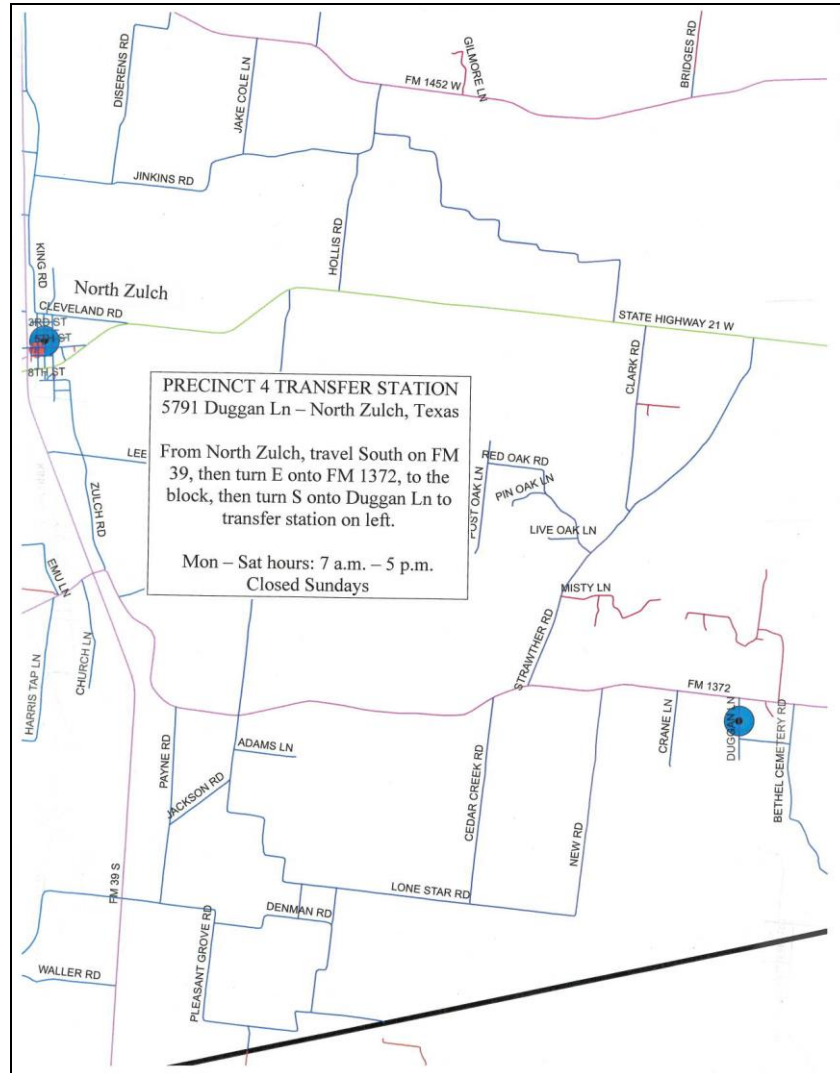 GILMORE LN
BRIDGES RD
DISERENS RD
JAKE COLE LN
FM 1452 W
JINKINS RD
HOLLIS RD
KING RD
North Zulch
CLEVELAND RD
3RD ST
5TH ST
8TH ST
STATE HIGHWAY 21 W
CLARK RD
PRECINCT 4 TRANSFER STATION
5791 Duggan Ln – North Zulch, Texas
From North Zulch, travel South on FM
39, then turn E onto FM 1372, to the
block, then turn S onto Duggan Ln to
transfer station on left.
Mon – Sat hours: 7 a.m. – 5 p.m.
Closed Sundays
LEE
ZULCH RD
POST OAK LN
RED OAK RD
PIN OAK LN
LIVE OAK LN
EMU LN
MISTY LN
STRAWTHER RD
CHURCH LN
HARRIS TAP LN
FM 1372
CRANE LN
DUGGAN LN
BETHEL CEMETERY RD
PAYNE RD
ADAMS LN
JACKSON RD
CEDAR CREEK RD
NEW RD
FM 39 S
LONE STAR RD
DENMAN RD
PLEASANT GROVE RD
WALLER RD